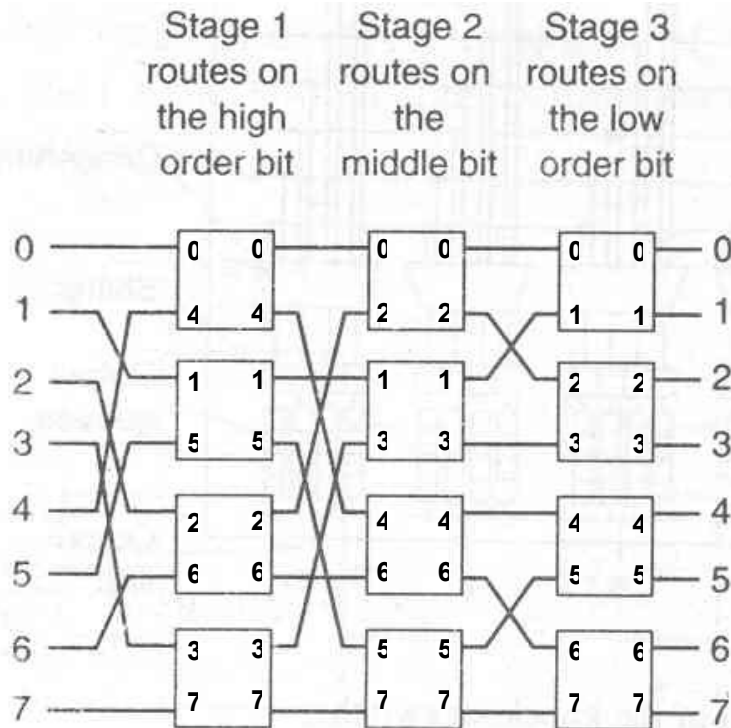 Stage 1
routes on
the high
order bit
Stage 2
routes on
the
middle bit
Stage 3
routes on
the low
order bit
0 0 0 0 0 0 0 0
1 4 4 2 2 1 1 1
2 1 1 1 1 2 2 2
3 5 5 3 3 3 3 3
4 2 2 4 4 4 4 4
5 6 6 6 6 5 5 5
6 3 3 5 5 6 6 6
7 7 7 7 7 7 7 7